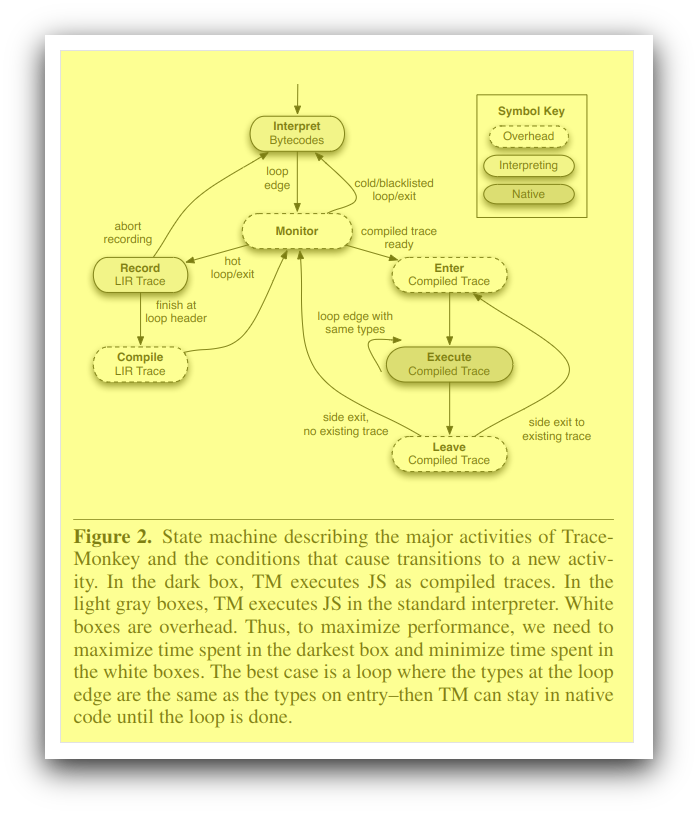 Symbol Key
Overhead
Interpreting
Native
Interpret
Bytecodes
loop
edge
cold/blacklisted
loop/exit
abort
recording
Monitor
compiled trace
ready
hot
loop/exit
Record
LIR Trace
Enter
Compiled Trace
finish at
loop header
loop edge with
same types
Compile
LIR Trace
Execute
Compiled Trace
side exit,
no existing trace
side exit to
existing trace
Leave
Compiled Trace
Figure 2. State machine describing the major activities of Trace-
Monkey and the conditions that cause transitions to a new activ-
ity. In the dark box, TM executes JS as compiled traces. In the
light gray boxes, TM executes JS in the standard interpreter. White
boxes are overhead. Thus, to maximize performance, we need to
maximize time spent in the darkest box and minimize time spent in
the white boxes. The best case is a loop where the types at the loop
edge are the same as the types on entry–then TM can stay in native
code until the loop is done.